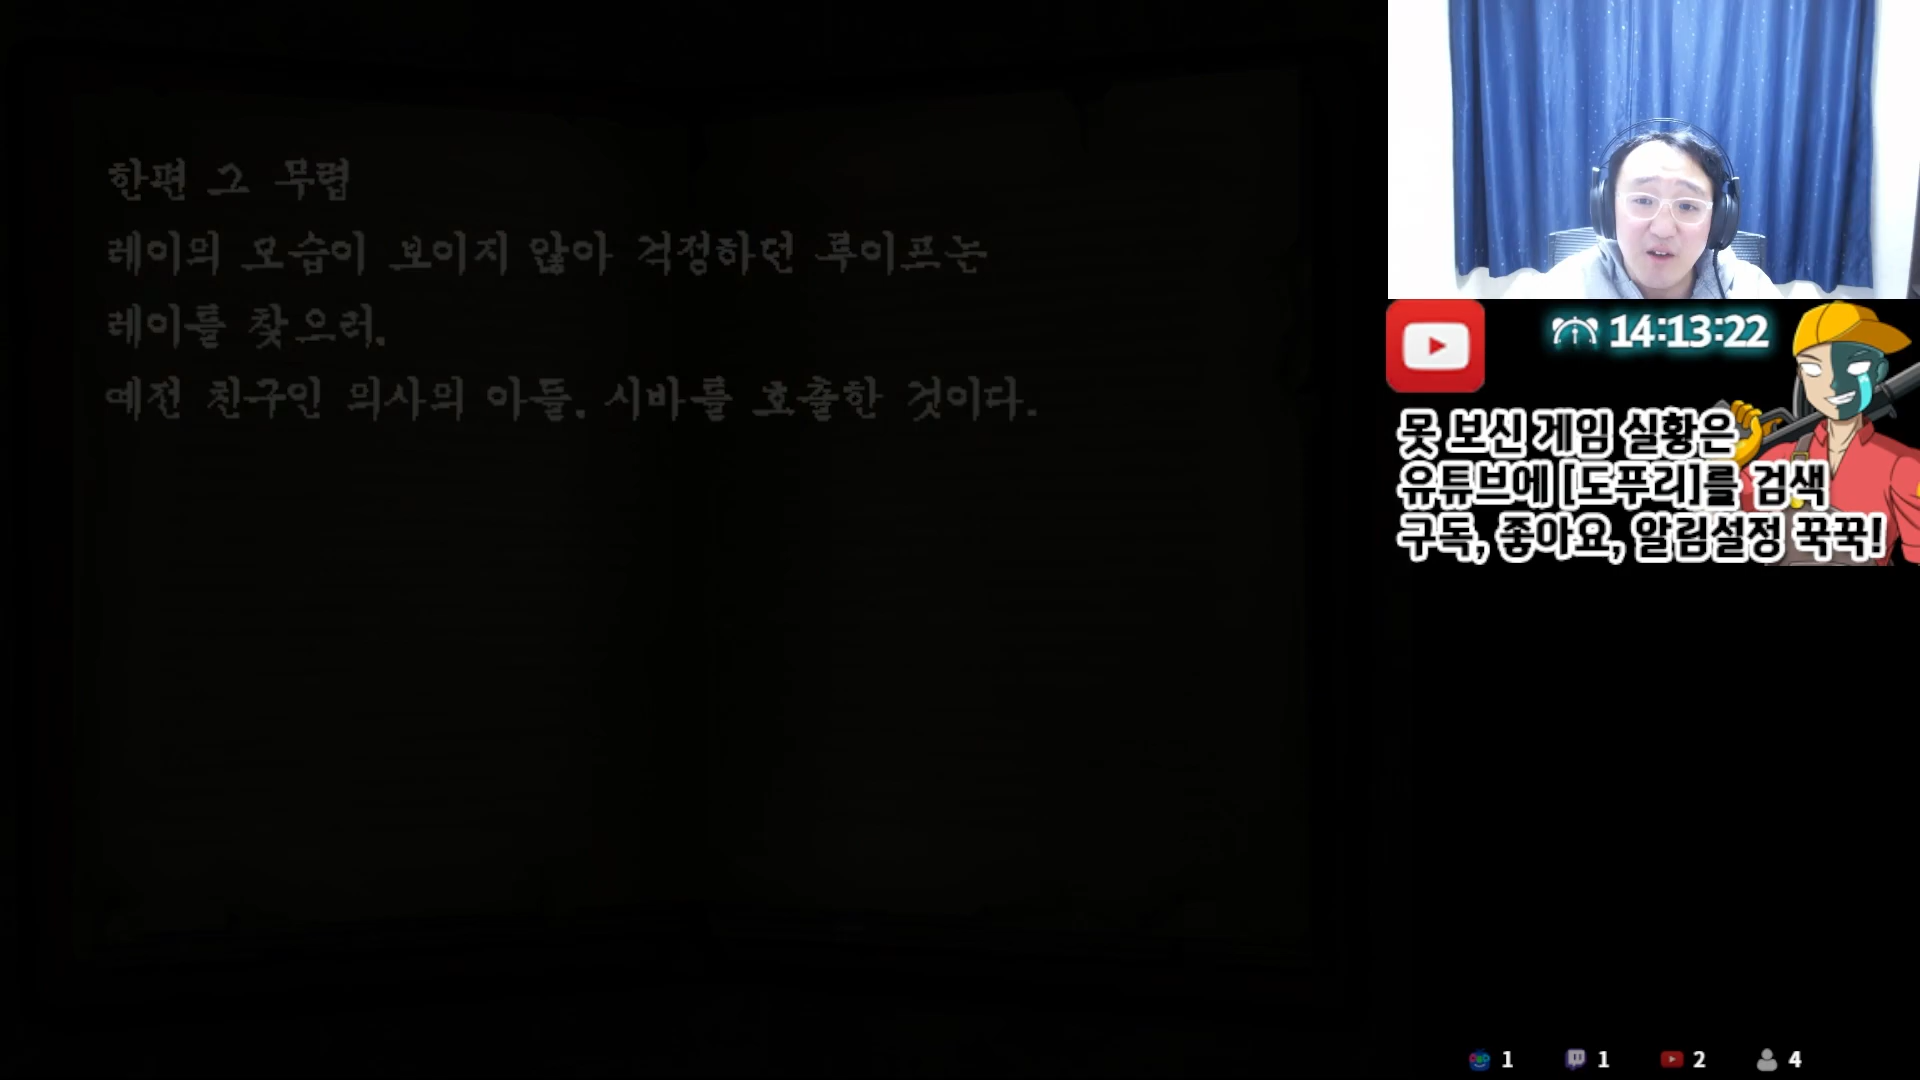 한편 그 무렵
레이의 모습이 보이지 않아 걱정하던 루이프는
레이를 찾으러,
예전 친구인 의사의 아들, 시바를 호출한 것이다.
14:13:22
못 보신 게임 실황은
유튜브에 [도푸리]를 검색
구독, 좋아요, 알림설정 꾹꾹!
1 1 2 4